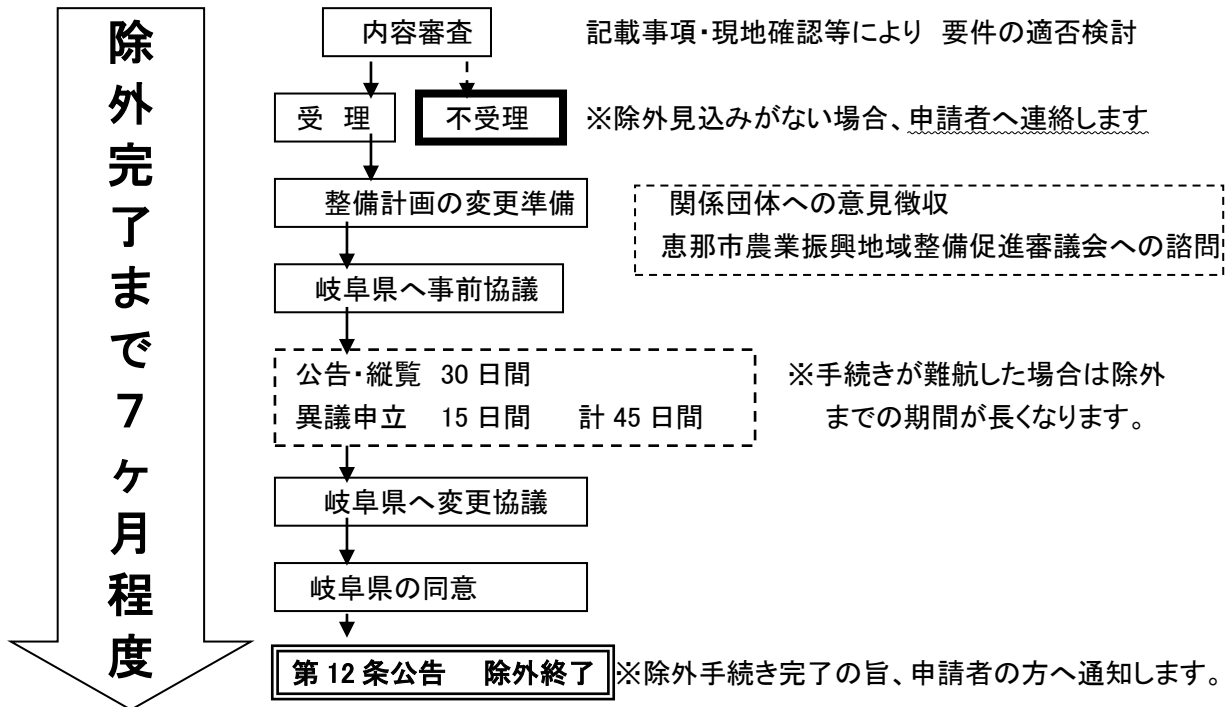 除外完了まで７ヶ月程度
内容審査 記載事項・現地確認等により 要件の適否検討
受 理 不受理 ※除外見込みがない場合、申請者へ連絡します
整備計画の変更準備 関係団体への意見徴収
恵那市農業振興地域整備促進審議会への諮問
岐阜県へ事前協議
公告・縦覧 30 日間 ※手続きが難航した場合は除外
異議申立 15 日間 計 45 日間 までの期間が長くなります。
岐阜県へ変更協議
岐阜県の同意
第 12 条公告 除外終了 ※除外手続き完了の旨、申請者の方へ通知します。